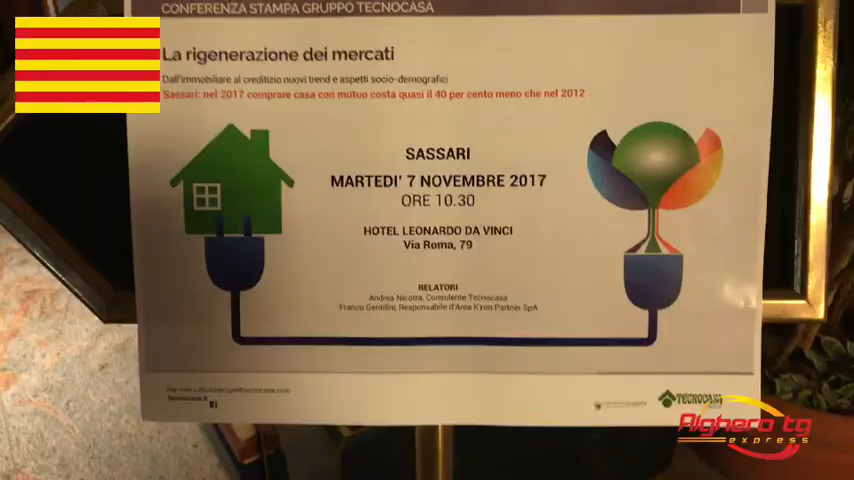 CONFERENZA STAMPA GRUPPO TECNOCASA
La rigenerazione dei mercati
Dall'immobiliare al creditizio nuovi trend e aspetti socio-demografici
Sassari: nel 2017 comprare casa con mutuo costa quasi il 40 per cento meno che nel 2012
SASSARI
MARTEDI' 7 NOVEMBRE 2017
ORE 10.30
HOTEL LEONARDO DA VINCI
Via Roma, 79
RELATORI
Andrea Nicotra, Consulente Tecnocasa
Franco Gentilini, Responsabile d'Area Kiron Partner SpA
tecnocasa.it
TECNOCASA
Alghero tg
express